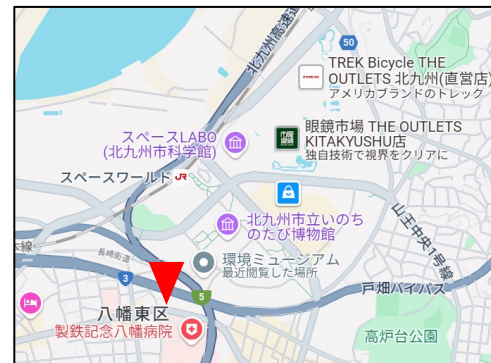 北九州高速道
50
TREK Bicycle THE
OUTLETS 北九州(直営店)
アメリカブランドのトレック
眼鏡市場 THE OUTLETS
KITAKYUSHU店
独自技術で視界をクリアに
スペースLABO
(北九州市科学館)
スペースワールド JR
北九州市立いのち
のたび博物館
山王中央1号線
環境ミュージアム
最近閲覧した場所
本線
長崎街道
3
5
戸畑バイパス
八幡東区
製鉄記念八幡病院
高炉台公園